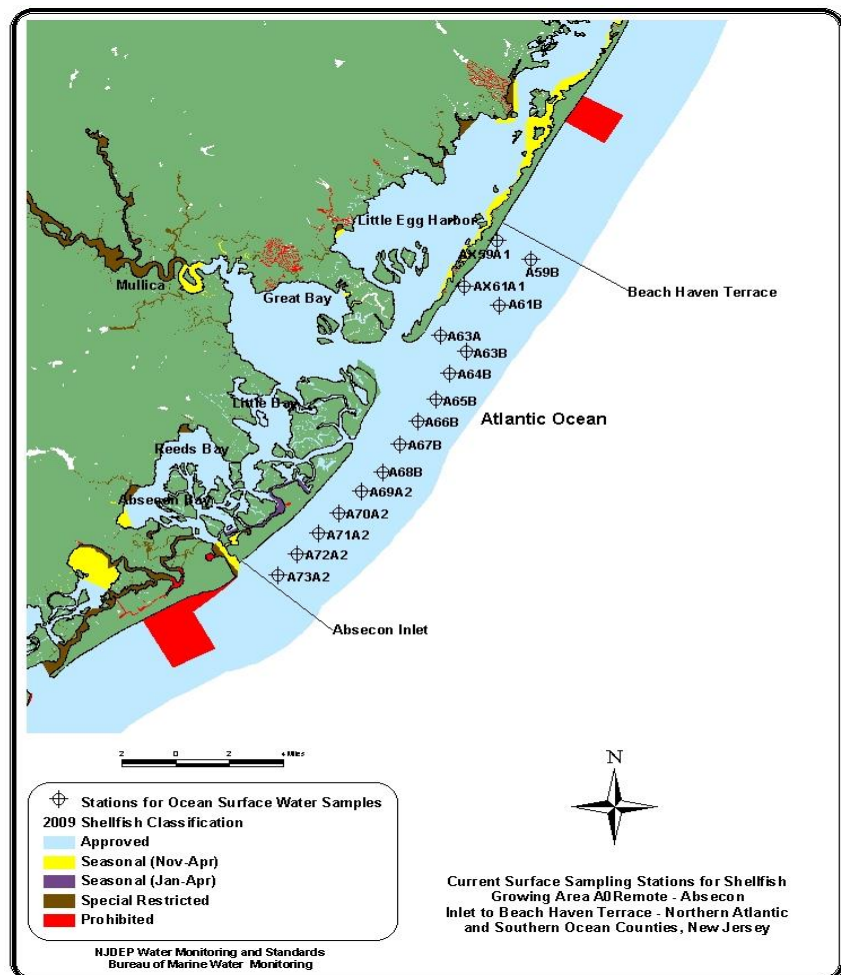 Little Egg Harbor
AX59A1
A59B
Mullica
Great Bay
AX61A1
Beach Haven Terrace
A61B
A63A
A63B
A64B
Little Bay
A65B
Atlantic Ocean
A66B
Reeds Bay
A67B
A68B
Absecon Bay
A69A2
A70A2
A71A2
A72A2
A73A2
Absecon Inlet
2 0 2 4 Miles
N
Stations for Ocean Surface Water Samples
2009 Shellfish Classification
Approved
Seasonal (Nov-Apr)
Seasonal (Jan-Apr)
Special Restricted
Prohibited
Current Surface Sampling Stations for Shellfish
Growing Area A0Remote - Absecon
Inlet to Beach Haven Terrace - Northern Atlantic
and Southern Ocean Counties, New Jersey
NJDEP Water Monitoring and Standards
Bureau of Marine Water Monitoring